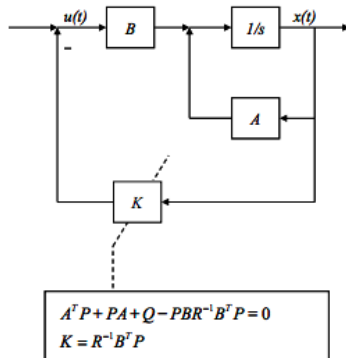 u(t) B 1/s x(t)
−
A
K
A^T P + PA + Q − PBR^{−1}B^T P = 0
K = R^{−1}B^T P